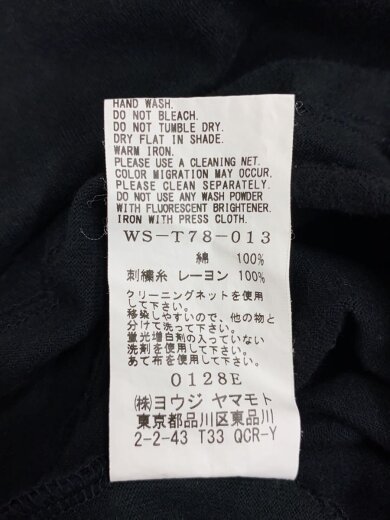 HAND WASH.
DO NOT BLEACH.
DO NOT TUMBLE DRY.
DRY FLAT IN SHADE.
WARM IRON.
PLEASE USE A CLEANING NET.
COLOR MIGRATION MAY OCCUR.
PLEASE CLEAN SEPARATELY.
DO NOT USE ANY WASH POWDER
WITH FLUORESCENT BRIGHTENER.
IRON WITH PRESS CLOTH.
WS-T78-013
綿 100%
刺繍糸 レーヨン 100%
クリーニングネットを使用
して下さい。
移染しやすいので、他の物と
分けて洗って下さい。
蛍光増白剤の入っていない
洗剤を使用して下さい。
あて布を使用して下さい。
0128E
(株)ヨウジ ヤマモト
東京都品川区東品川
2-2-43 T33 QCR-Y